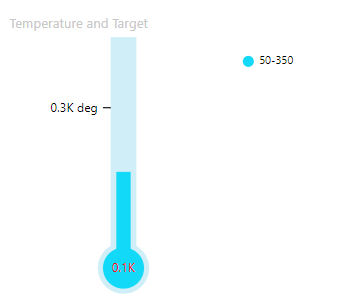 Temperature and Target
50-350
0.3K deg
0.1K